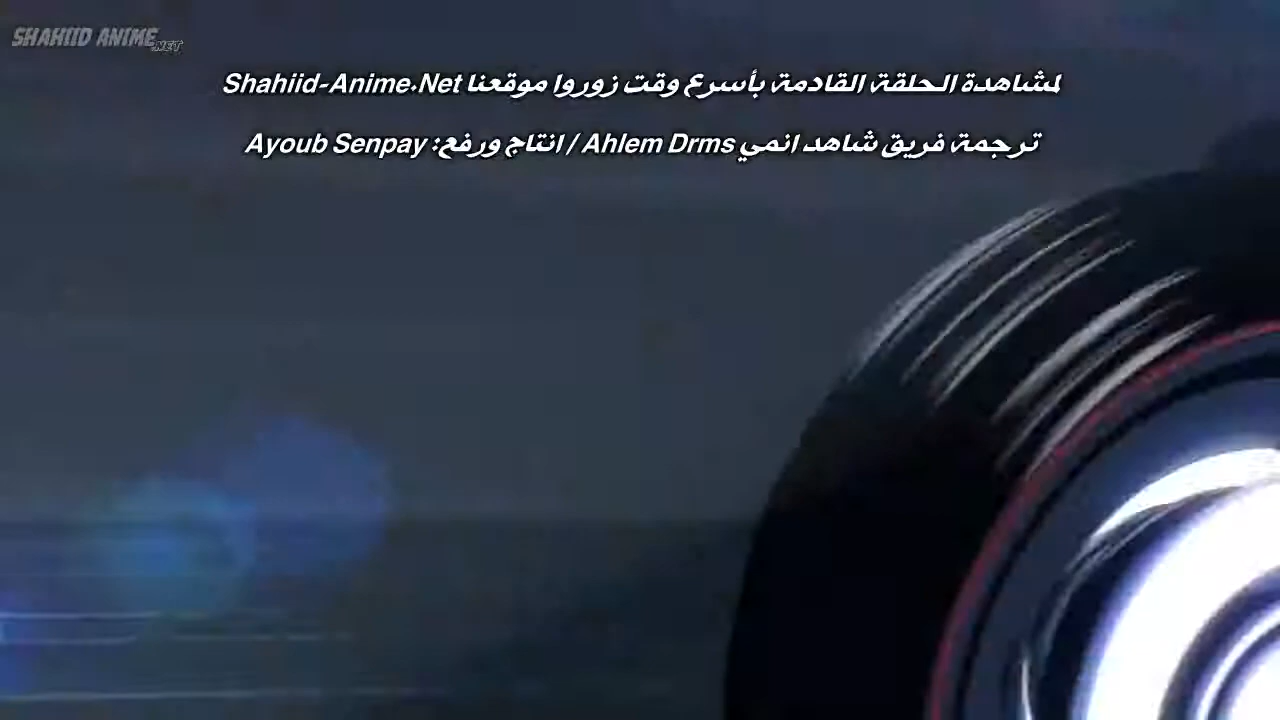 SHAHIID ANIME.NET
لمشاهدة الحلقة القادمة بأسرع وقت زوروا موقعنا Shahiid-Anime.Net
ترجمة فريق شاهد انمي Ahlem Drms / انتاج ورفع: Ayoub Senpay